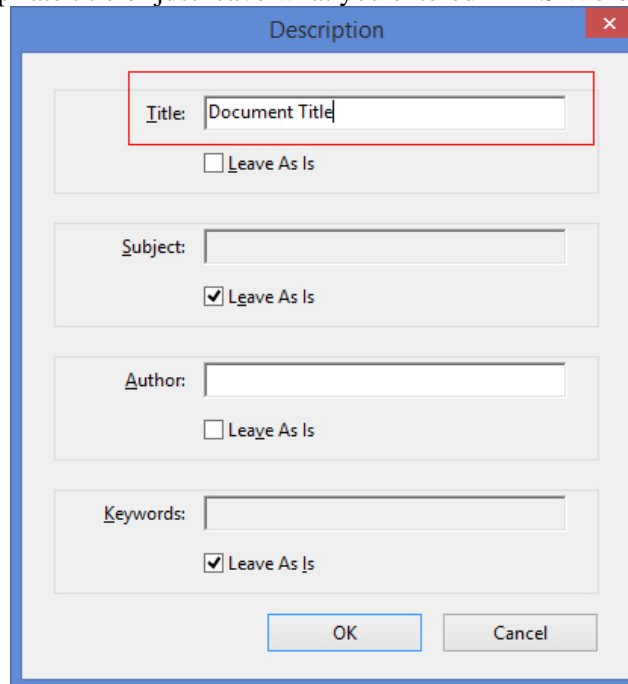 Description
Title: Document Title
Leave As Is
Subject:
Leave As Is
Author:
Leave As Is
Keywords:
Leave As Is
OK Cancel